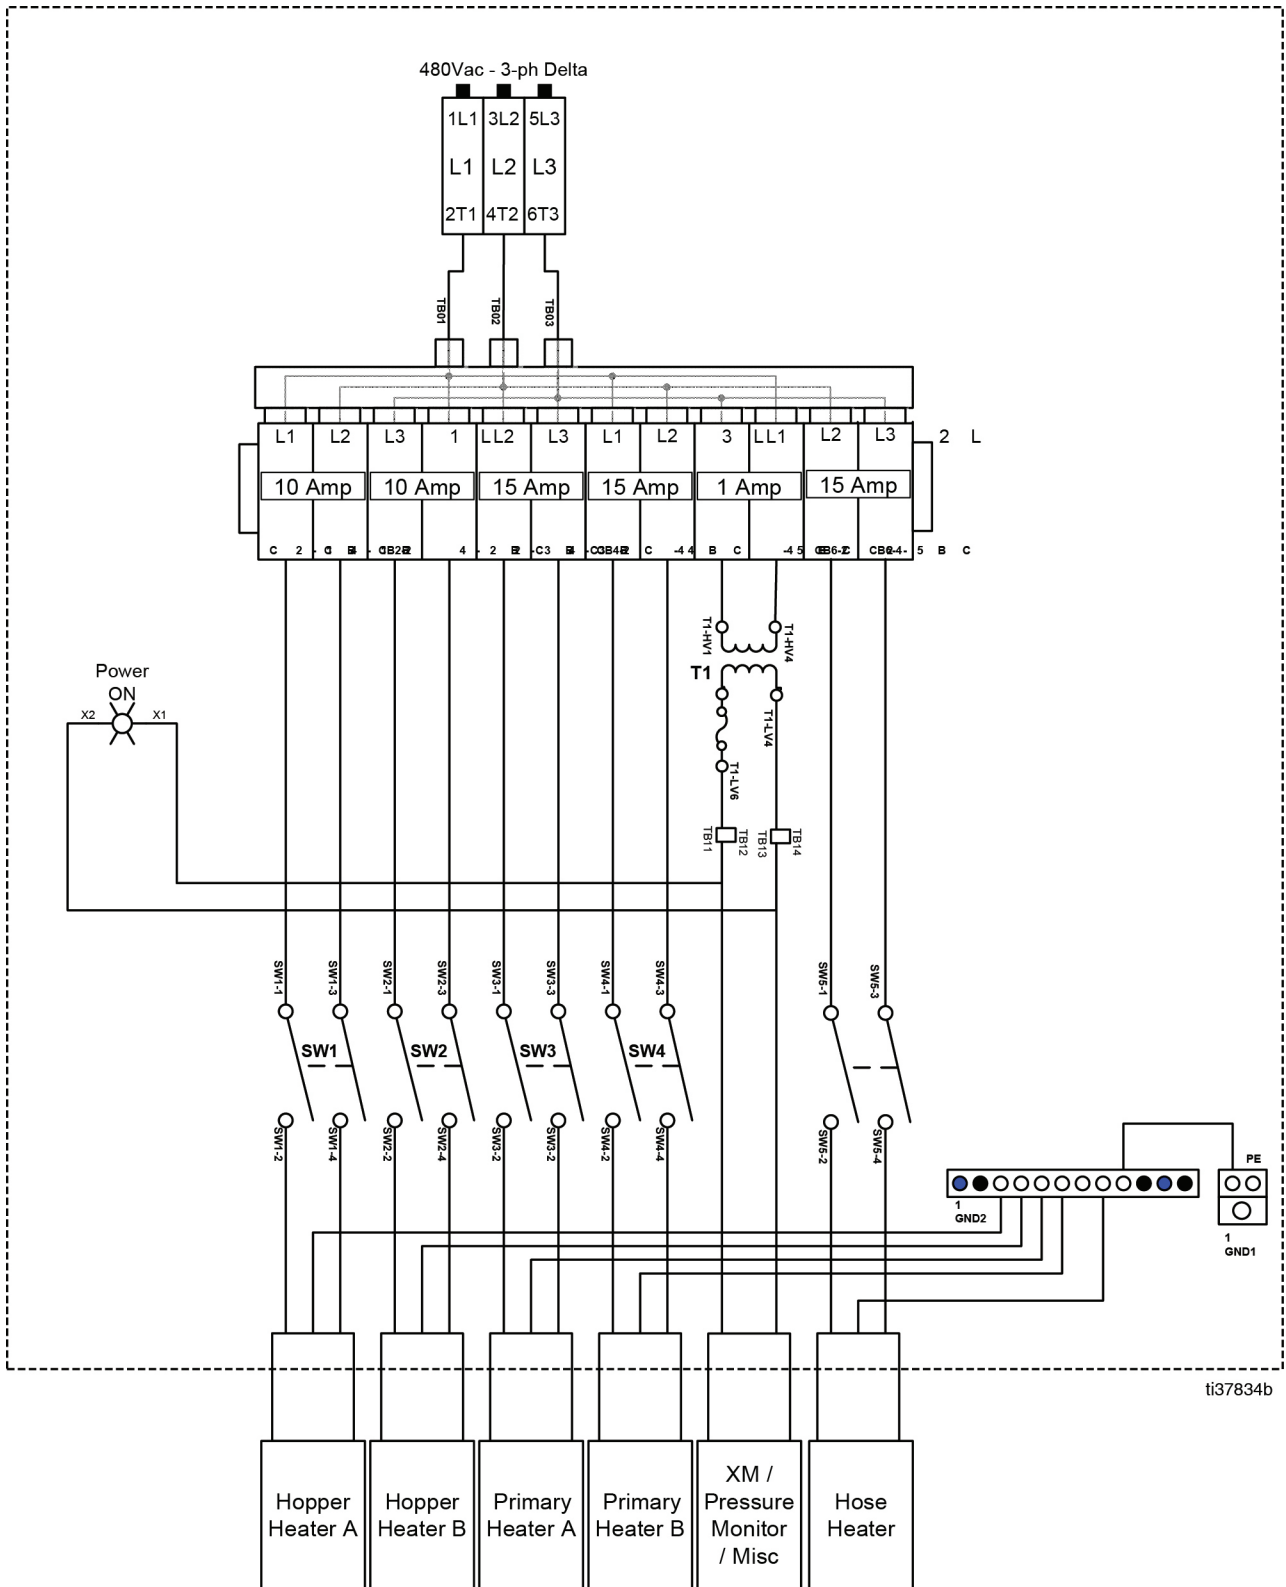 480Vac - 3-ph Delta
1L1 3L2 5L3
L1 L2 L3
2T1 4T2 6T3
TB01 TB02 TB03
L1 L2 L3 1 LL2 L3 L1 L2 3 LL1 L2 L3 2 L
10 Amp 10 Amp 15 Amp 15 Amp 1 Amp 15 Amp
T1-HV1 T1-HV4
T1
T1-LV4
T1-LV6
TB11 TB12 TB13 TB14
Power
ON
X2 X1
SW1-1 SW1-3 SW2-1 SW2-3 SW3-1 SW3-3 SW4-1 SW4-3 SW5-1 SW5-3
SW1 SW2 SW3 SW4
SW1-2 SW1-4 SW2-2 SW2-4 SW3-2 SW3-2 SW4-2 SW4-4 SW5-2 SW5-4
PE
1
GND2
1
GND1
ti37834b
Hopper
Heater A
Hopper
Heater B
Primary
Heater A
Primary
Heater B
XM /
Pressure
Monitor
/ Misc
Hose
Heater